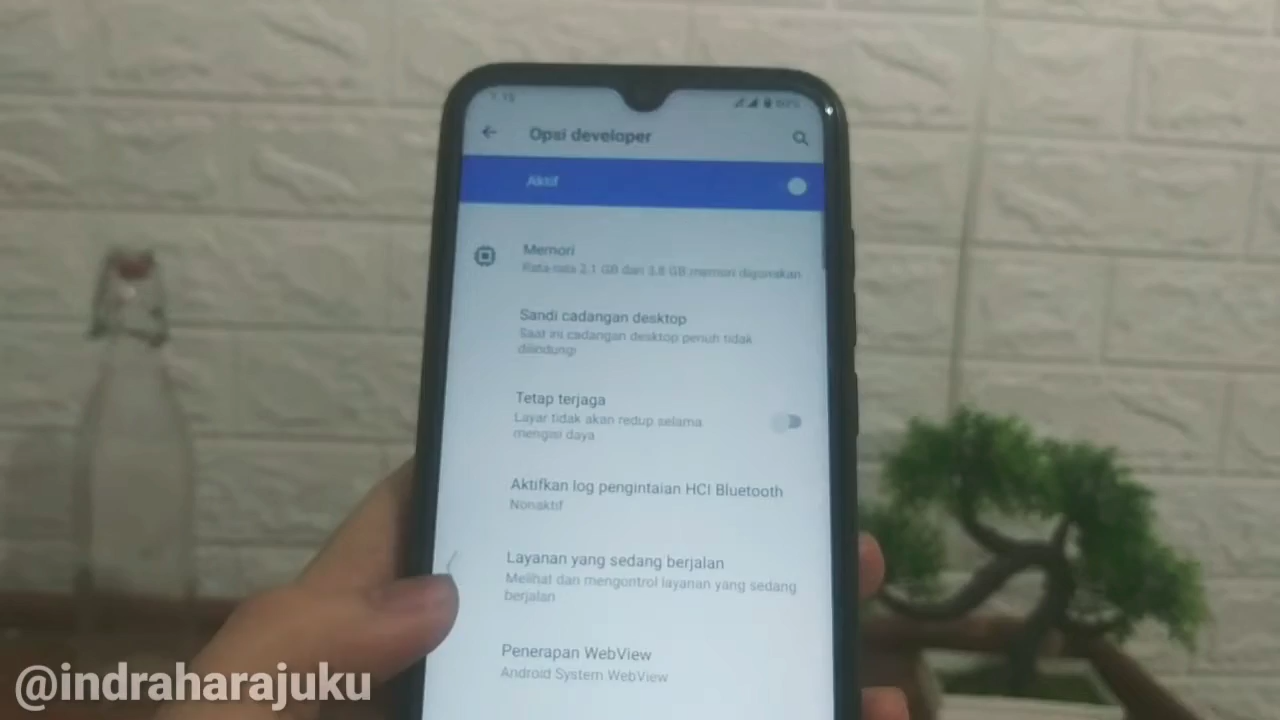 Opsi developer
Aktif
Memori
Rata-rata 2,1 GB dari 3,8 GB memori digunakan
Sandi cadangan desktop
Saat ini cadangan desktop penuh tidak
dilindungi
Tetap terjaga
Layar tidak akan redup selama
mengisi daya
Aktifkan log pengintaian HCI Bluetooth
Nonaktif
Layanan yang sedang berjalan
Melihat dan mengontrol layanan yang sedang
berjalan
Penerapan WebView
Android System WebView
@indraharajuku